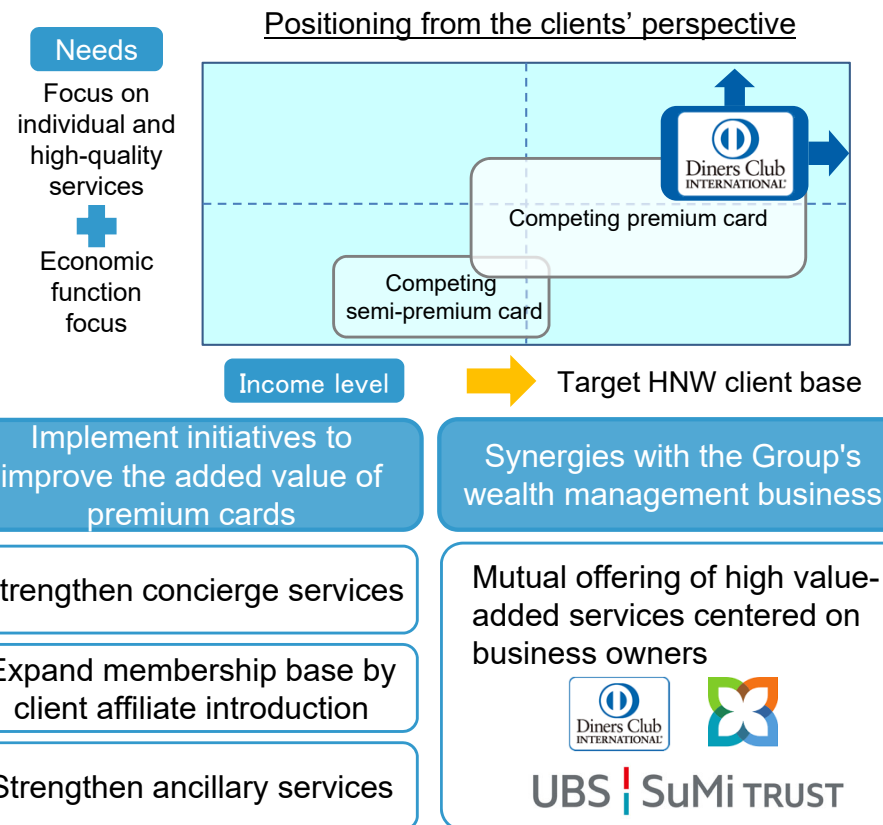 Positioning from the clients’ perspective
Needs
Focus on
individual and
high-quality
services
Economic
function
focus
Diners Club
INTERNATIONAL
Competing premium card
Competing
semi-premium card
Income level
Target HNW client base
Implement initiatives to
improve the added value of
premium cards
trengthen concierge services
Expand membership base by
client affiliate introduction
Strengthen ancillary services
Synergies with the Group's
wealth management business
Mutual offering of high value-
added services centered on
business owners
Diners Club
INTERNATIONAL
UBS SuMi TRUST